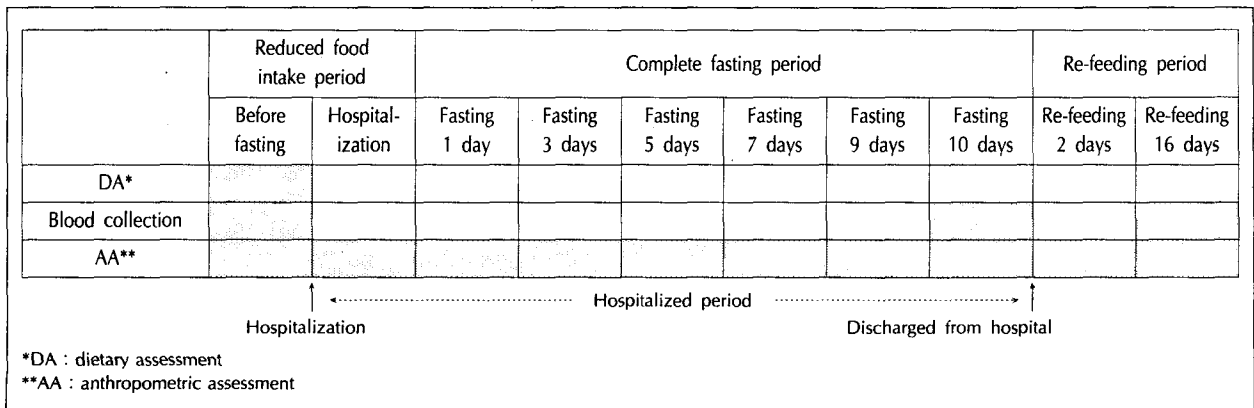 Reduced food intake period
Complete fasting period
Re-feeding period
Before fasting
Hospital-ization
Fasting 1 day
Fasting 3 days
Fasting 5 days
Fasting 7 days
Fasting 9 days
Fasting 10 days
Re-feeding 2 days
Re-feeding 16 days
DA*
Blood collection
AA**
Hospitalized period
Hospitalization
Discharged from hospital
*DA : dietary assessment
**AA : anthropometric assessment